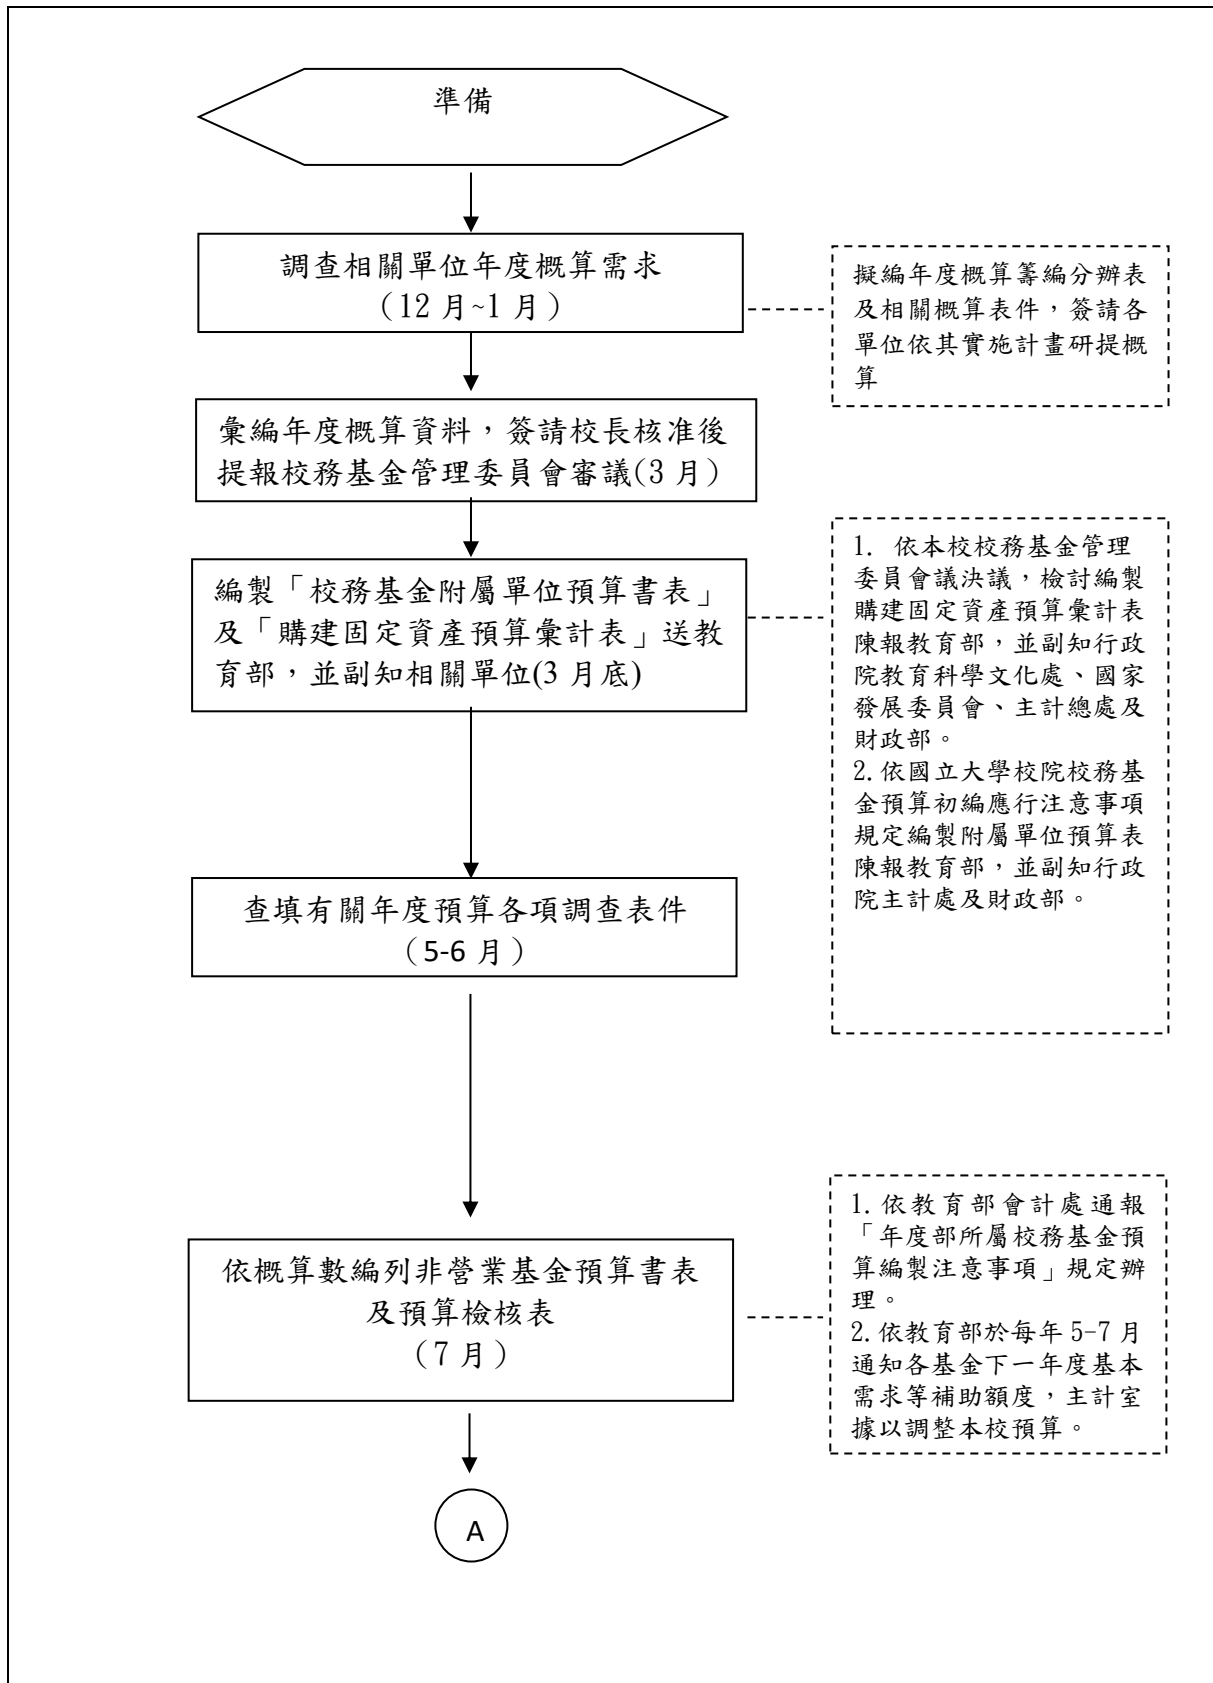 準備
調查相關單位年度概算需求
（12 月~1 月）
擬編年度概算籌編分辦表
及相關概算表件，簽請各
單位依其實施計畫研提概
算
彙編年度概算資料，簽請校長核准後
提報校務基金管理委員會審議(3 月）
編製「校務基金附屬單位預算書表」
及「購建固定資產預算彙計表」送教
育部，並副知相關單位(3 月底)
1. 依本校校務基金管理
委員會議決議，檢討編製
購建固定資產預算彙計表
陳報教育部，並副知行政
院教育科學文化處、國家
發展委員會、主計總處及
財政部。
2.依國立大學校院校務基
金預算初編應行注意事項
規定編製附屬單位預算表
陳報教育部，並副知行政
院主計處及財政部。
查填有關年度預算各項調查表件
（5-6 月）
依概算數編列非營業基金預算書表
及預算檢核表
（7 月）
1.依教育部會計處通報
「年度部所屬校務基金預
算編製注意事項」規定辦
理。
2.依教育部於每年 5-7 月
通知各基金下一年度基本
需求等補助額度，主計室
據以調整本校預算。
A